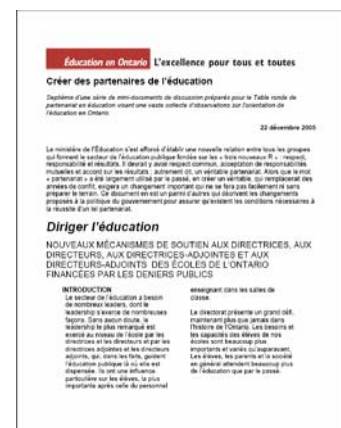 Éducation en Ontario L'excellence pour tous et toutes
Créer des partenaires de l'éducation
Septième d'une série de mini-documents de discussion préparés pour la Table ronde de
partenariat en éducation visant une vaste collecte d'observations sur l'orientation de
l'éducation en Ontario.
22 décembre 2005
Le ministère de l'Éducation s'est efforcé d'établir une nouvelle relation entre tous les groupes
qui forment le secteur de l'éducation publique fondée sur les « trois nouveaux R » : respect,
responsabilité et résultats. Il devrait y avoir respect commun, acceptation de responsabilités
mutuelles et accord sur les résultats ; autrement dit, un véritable partenariat. Alors que le mot
« partenariat » a été largement utilisé par le passé, en créer un véritable, qui remplacerait des
années de conflit, exigera un changement important qui ne se fera pas facilement ni sans
préparer le terrain. Ce document en est un parmi d'autres qui décrivent les changements
proposés à la politique du gouvernement pour assurer qu'existent les conditions nécessaires à
la réussite d'un tel partenariat.
Diriger l'éducation
NOUVEAUX MÉCANISMES DE SOUTIEN AUX DIRECTRICES, AUX
DIRECTEURS, AUX DIRECTRICES-ADJOINTES ET AUX
DIRECTEURS-ADJOINTS DES ÉCOLES DE L'ONTARIO
FINANCÉES PAR LES DENIERS PUBLICS
INTRODUCTION
Le secteur de l'éducation a besoin
de nombreux leaders, dont le
leadership s'exerce de nombreuses
façons. Sans aucun doute, le
leadership le plus remarqué est
exercé au niveau de l'école par les
directrices et les directeurs et par les
directrices adjointes et les directeurs
adjoints, qui, dans les faits, guident
l'éducation publique là où elle est
dispensée. Ils ont une influence
particulière sur les élèves, la plus
importante après celle du personnel
enseignant dans les salles de
classe.
Le directorat présente un grand défi,
maintenant plus que jamais dans
l'histoire de l'Ontario. Les besoins et
les capacités des élèves de nos
écoles sont beaucoup plus
importants et variés qu'auparavant.
Les élèves, les parents et la société
en général attendent beaucoup plus
de l'éducation que par le passé.